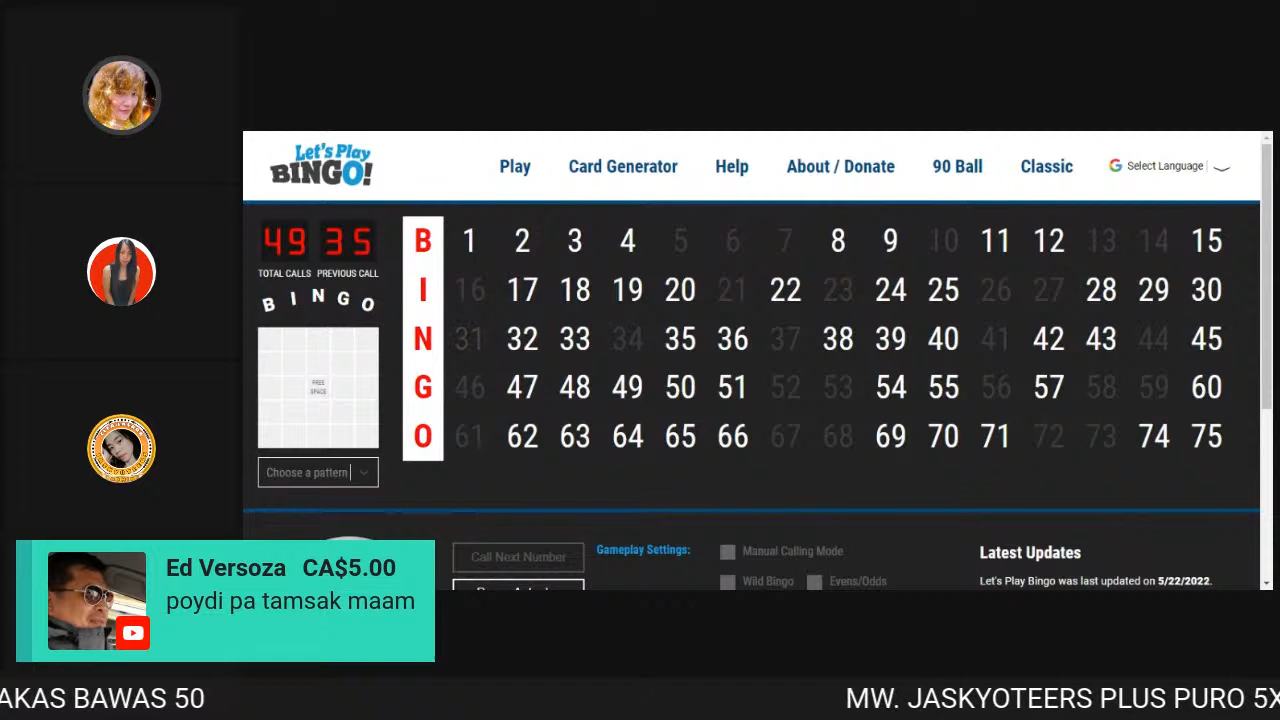 Let's Play
BINGO!
Play Card Generator Help About / Donate 90 Ball Classic Select Language
49 35
TOTAL CALLS PREVIOUS CALL
B I N G O
FREE
SPACE
Choose a pattern
B 1 2 3 4 5 6 7 8 9 10 11 12 13 14 15
I 16 17 18 19 20 21 22 23 24 25 26 27 28 29 30
N 31 32 33 34 35 36 37 38 39 40 41 42 43 44 45
G 46 47 48 49 50 51 52 53 54 55 56 57 58 59 60
O 61 62 63 64 65 66 67 68 69 70 71 72 73 74 75
Call Next Number
Gameplay Settings:
Manual Calling Mode
Wild Bingo Evens/Odds
Latest Updates
Let's Play Bingo was last updated on 5/22/2022.
Ed Versoza CA$5.00
poydi pa tamsak maam
AKAS BAWAS 50
MW. JASKYOTEERS PLUS PURO 5X